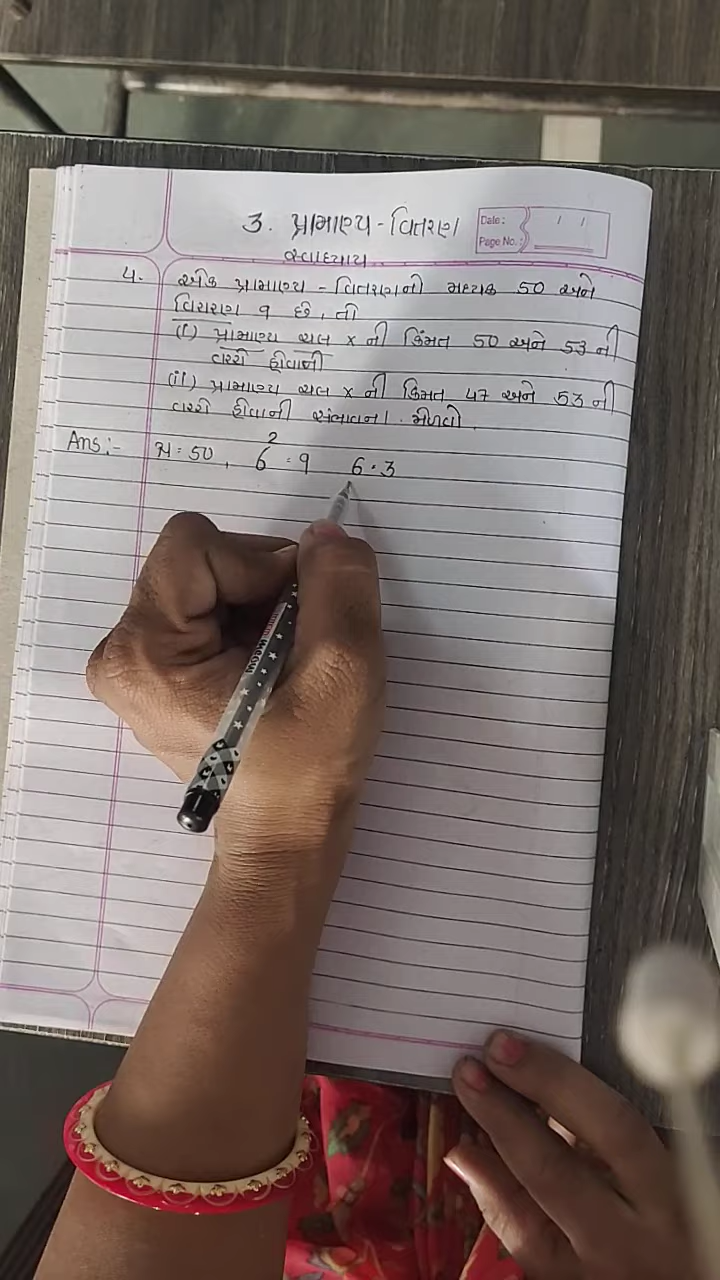 3. પ્રામાણ્ય - વિતરણ
Date: / /
Page No.:
સ્વાધ્યાય
4. એક પ્રામાણ્ય - વિતરણનો મધ્યક 50 અને
વિચરણ 9 છે, તો
(i) પ્રામાણ્ય ચલ x ની કિંમત 50 અને 53 ની
વચ્ચે હોવાની
(ii) પ્રામાણ્ય ચલ x ની કિંમત 47 અને 53 ની
વચ્ચે હોવાની સંભાવના મેળવો.
Ans:- μ = 50, σ² = 9 σ = 3